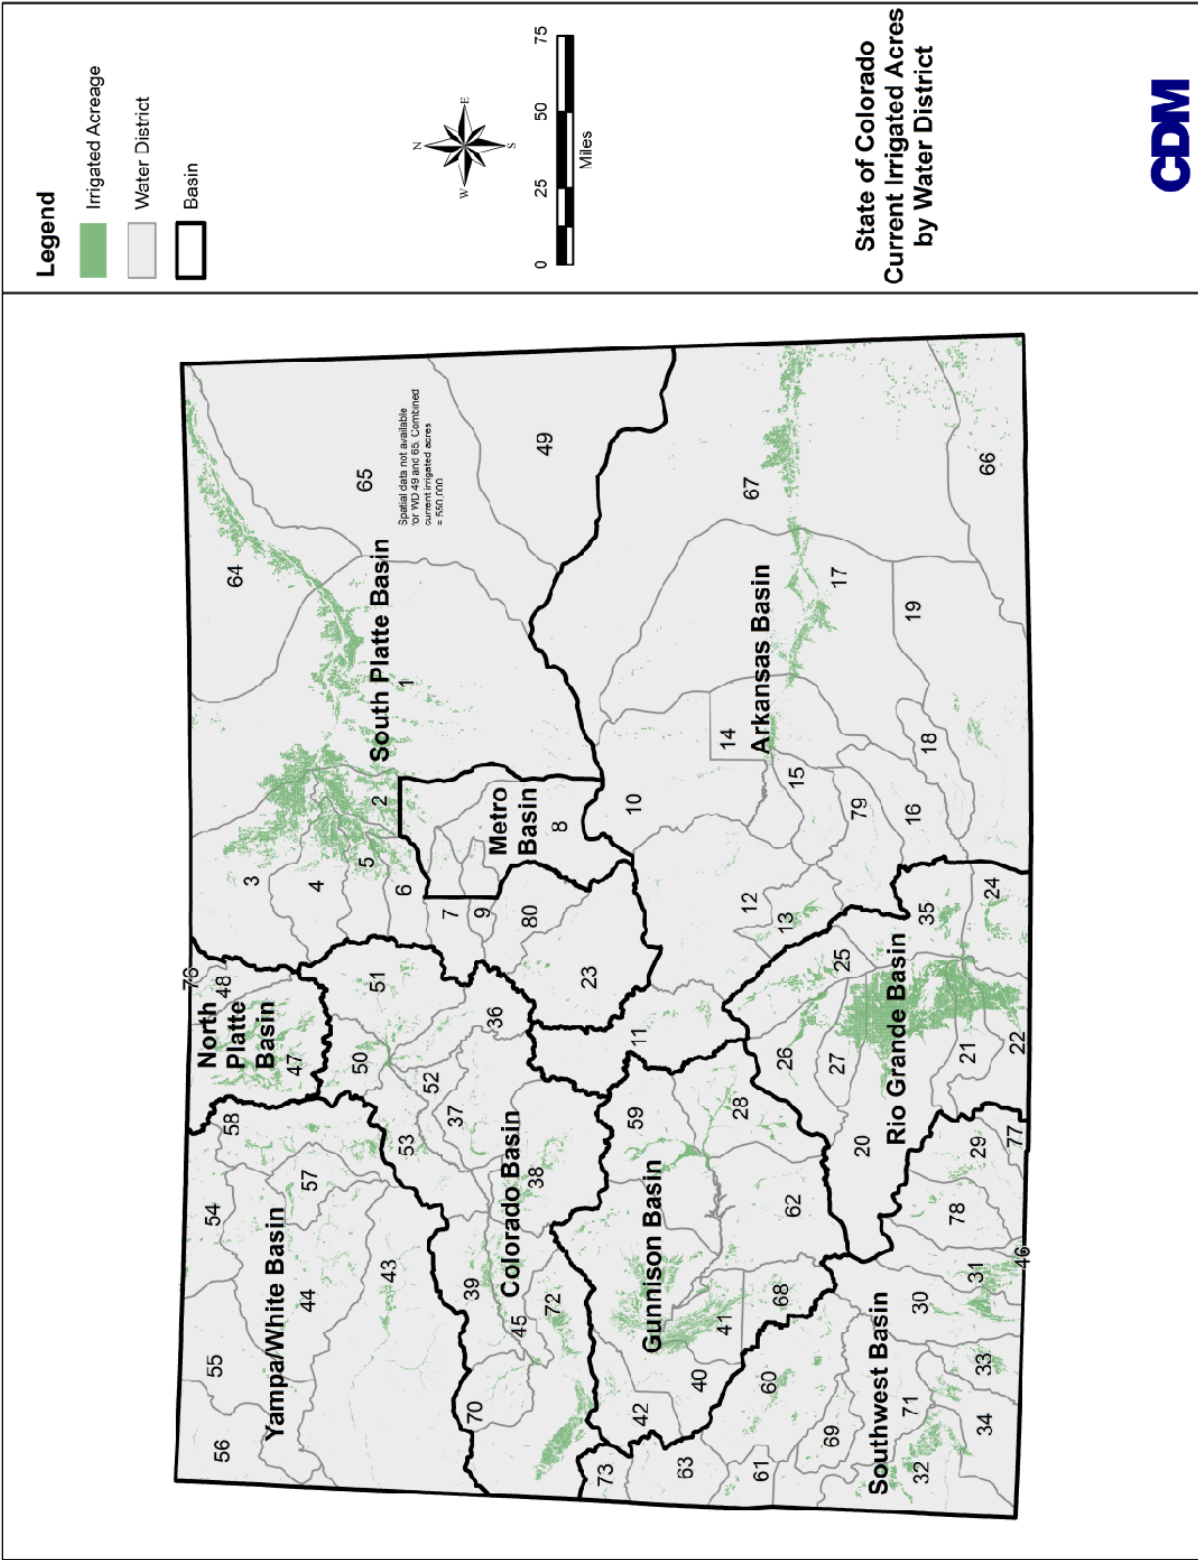 Legend
Irrigated Acreage
Water District
Basin
N
W
E
S
0
25
50
75
Miles
State of Colorado
Current Irrigated Acres
by Water District
CDM
56
55
54
58
Yampa/White Basin
44
57
43
76
48
North
Platte
Basin
47
3
4
5
2
6
7
9
80
64
65
South Platte Basin
1
Spatial data not available
for WD 49 and 65. Combined
current irrigated acres
= 550,000
49
Metro
Basin
8
23
51
50
36
52
37
53
Colorado Basin
38
39
45
72
70
59
28
Gunnison Basin
62
41
68
40
42
73
63
61
60
69
Southwest Basin
71
32
34
33
30
31
46
78
29
77
11
12
13
10
14
Arkansas Basin
15
79
16
18
17
19
67
66
26
25
27
20
Rio Grande Basin
21
22
35
24